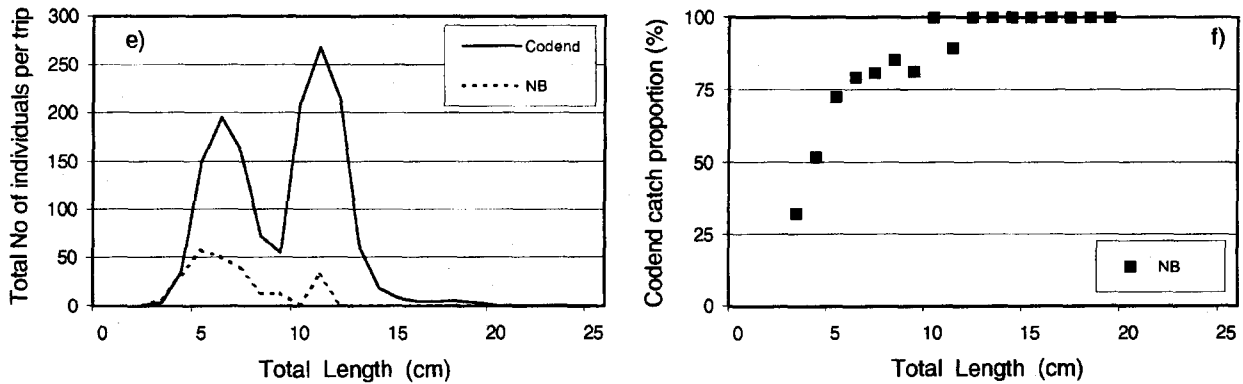 e)
Total No of individuals per trip
300
250
200
150
100
50
0
Codend
NB
0 5 10 15 20 25
Total Length (cm)
f)
Codend catch proportion (%)
100
75
50
25
0
NB
0 5 10 15 20 25
Total Length (cm)